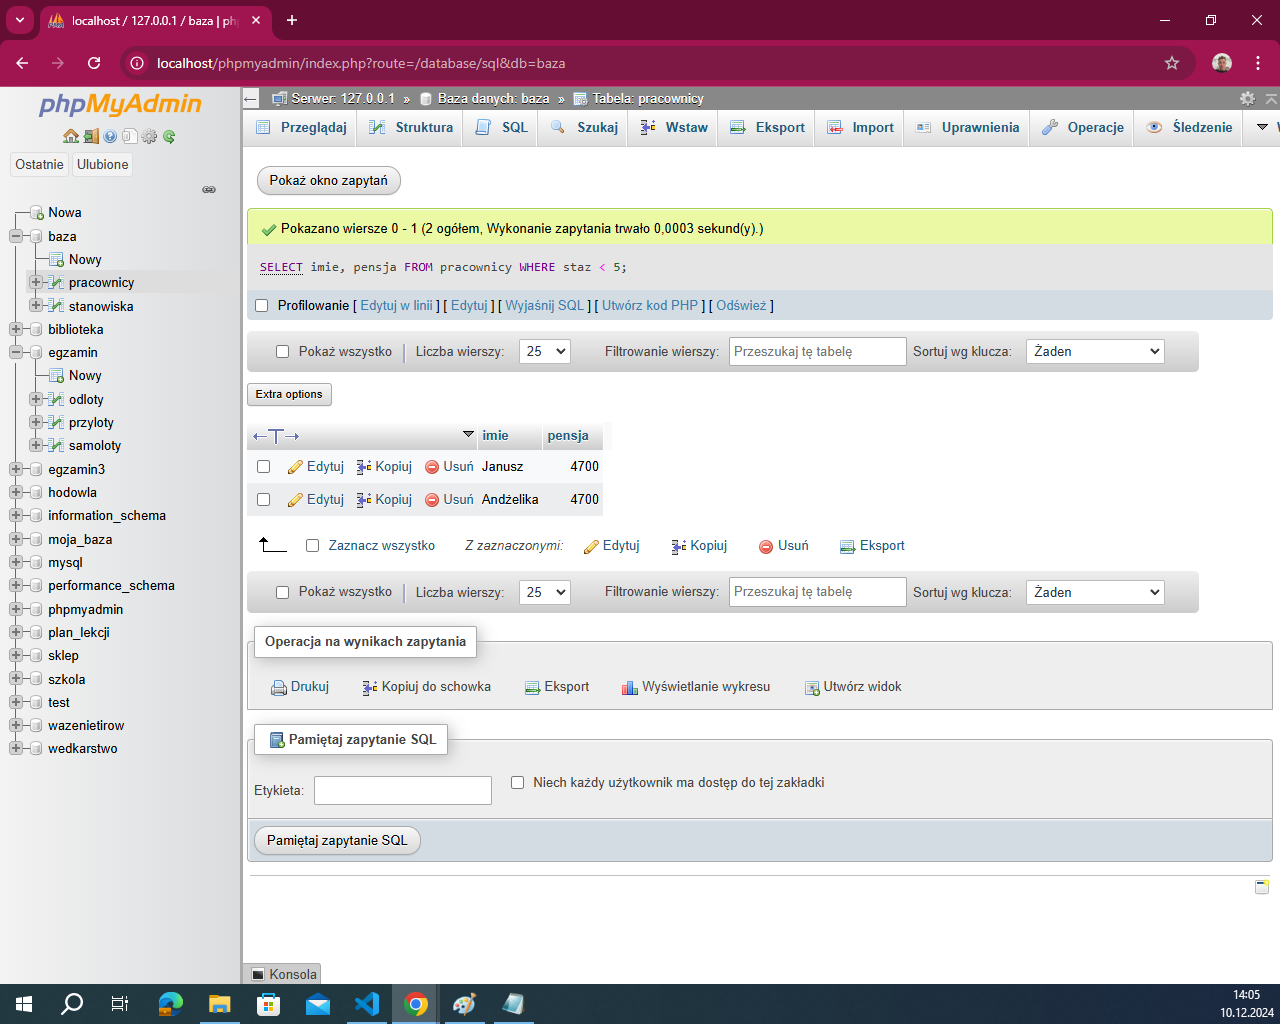 localhost / 127.0.0.1 / baza | ph
localhost/phpmyadmin/index.php?route=/database/sql&db=baza
phpMyAdmin
Ostatnie
Ulubione
Nowa
baza
Nowy
pracownicy
stanowiska
biblioteka
egzamin
Nowy
odloty
przyloty
samoloty
egzamin3
hodowla
information_schema
moja_baza
mysql
performance_schema
phpmyadmin
plan_lekcji
sklep
szkola
test
wazenietirow
wedkarstwo
Serwer: 127.0.0.1 » Baza danych: baza » Tabela: pracownicy
Przeglądaj Struktura SQL Szukaj Wstaw Eksport Import Uprawnienia Operacje Śledzenie
Pokaż okno zapytań
Pokazano wiersze 0 - 1 (2 ogółem, Wykonanie zapytania trwało 0,0003 sekund(y).)
SELECT imie, pensja FROM pracownicy WHERE staz < 5;
Profilowanie [ Edytuj w linii ] [ Edytuj ] [ Wyjaśnij SQL ] [ Utwórz kod PHP ] [ Odśwież ]
Pokaż wszystko Liczba wierszy: 25 Filtrowanie wierszy: Przeszukaj tę tabelę Sortuj wg klucza: Żaden
Extra options
imie pensja
Edytuj Kopiuj Usuń Janusz 4700
Edytuj Kopiuj Usuń Andżelika 4700
Zaznacz wszystko Z zaznaczonymi: Edytuj Kopiuj Usuń Eksport
Pokaż wszystko Liczba wierszy: 25 Filtrowanie wierszy: Przeszukaj tę tabelę Sortuj wg klucza: Żaden
Operacja na wynikach zapytania
Drukuj Kopiuj do schowka Eksport Wyświetlanie wykresu Utwórz widok
Pamiętaj zapytanie SQL
Etykieta: Niech każdy użytkownik ma dostęp do tej zakładki
Pamiętaj zapytanie SQL
Konsola
14:05
10.12.2024